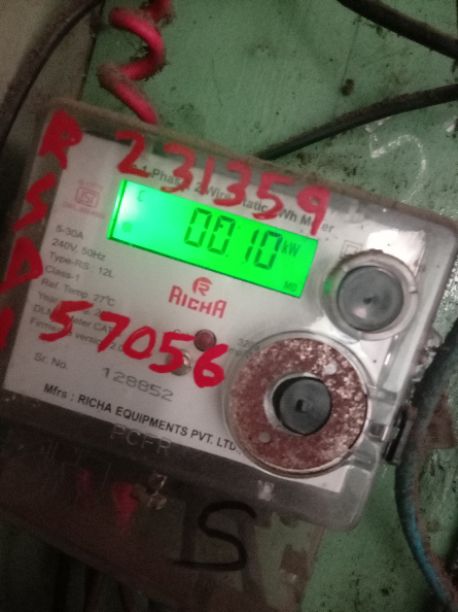 231359
1 Phase 2 Wire Static Wh Meter
00.10 kW
MD
RSD
5-30A
240V, 50Hz
Type-RS 12L
Class-1
Ref. Temp. 27°C
RICHA
57056
Sr. No. 128852
Mfrs : RICHA EQUIPMENTS PVT. LTD.
S